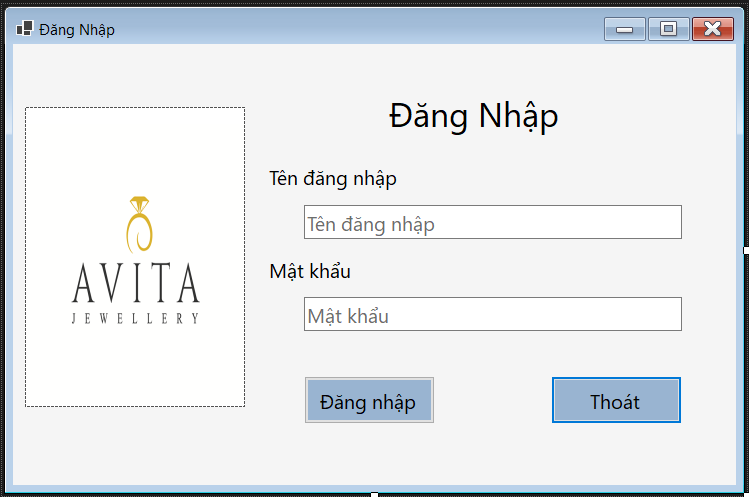 Đăng Nhập
Đăng Nhập
Tên đăng nhập
Tên đăng nhập
Mật khẩu
Mật khẩu
AVITA
JEWELLERY
Đăng nhập
Thoát